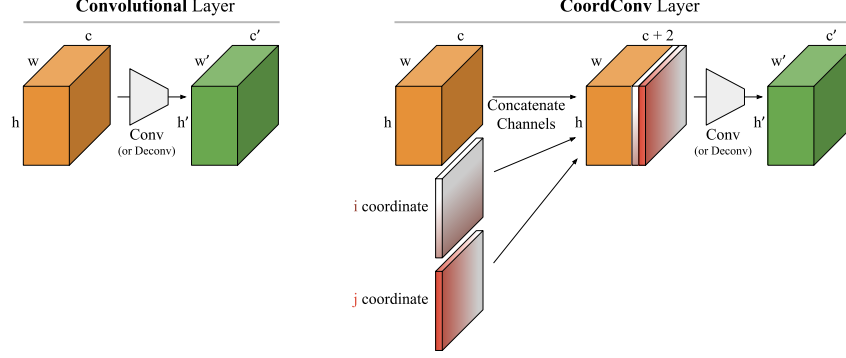 Convolutional Layer
c
c′
w
w′
h
h′
Conv
(or Deconv)
CoordConv Layer
c
c + 2
c′
w
w
w′
h
Concatenate
Channels
h
h′
Conv
(or Deconv)
i coordinate
j coordinate